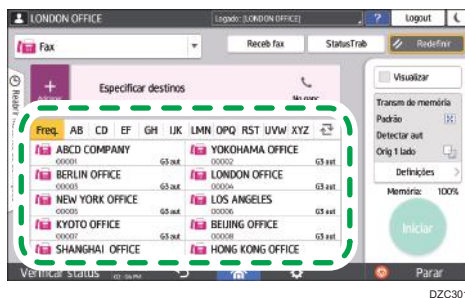 LONDON OFFICE
Logado: [LONDON OFFICE]
?
Logout
Fax
Receb fax
StatusTrab
Redefinir
Reabrir
Especificar destinos
Visualizar
Transm de memória
Padrão
Detectar aut
Orig 1 lado
Definições
Memória: 100%
Iniciar
Freq. AB CD EF GH IJK LMN OPQ RST UVW XYZ
ABCD COMPANY
00001 G3 aut
YOKOHAMA OFFICE
00002 G3 aut
BERLIN OFFICE
00003 G3 aut
LONDON OFFICE
00004 G3 aut
NEW YORK OFFICE
00005 G3 aut
LOS ANGELES
00006 G3 aut
KYOTO OFFICE
00007 G3 aut
BEIJING OFFICE
00008 G3 aut
SHANGHAI OFFICE
HONG KONG OFFICE
Verificar status
Parar
DZC30